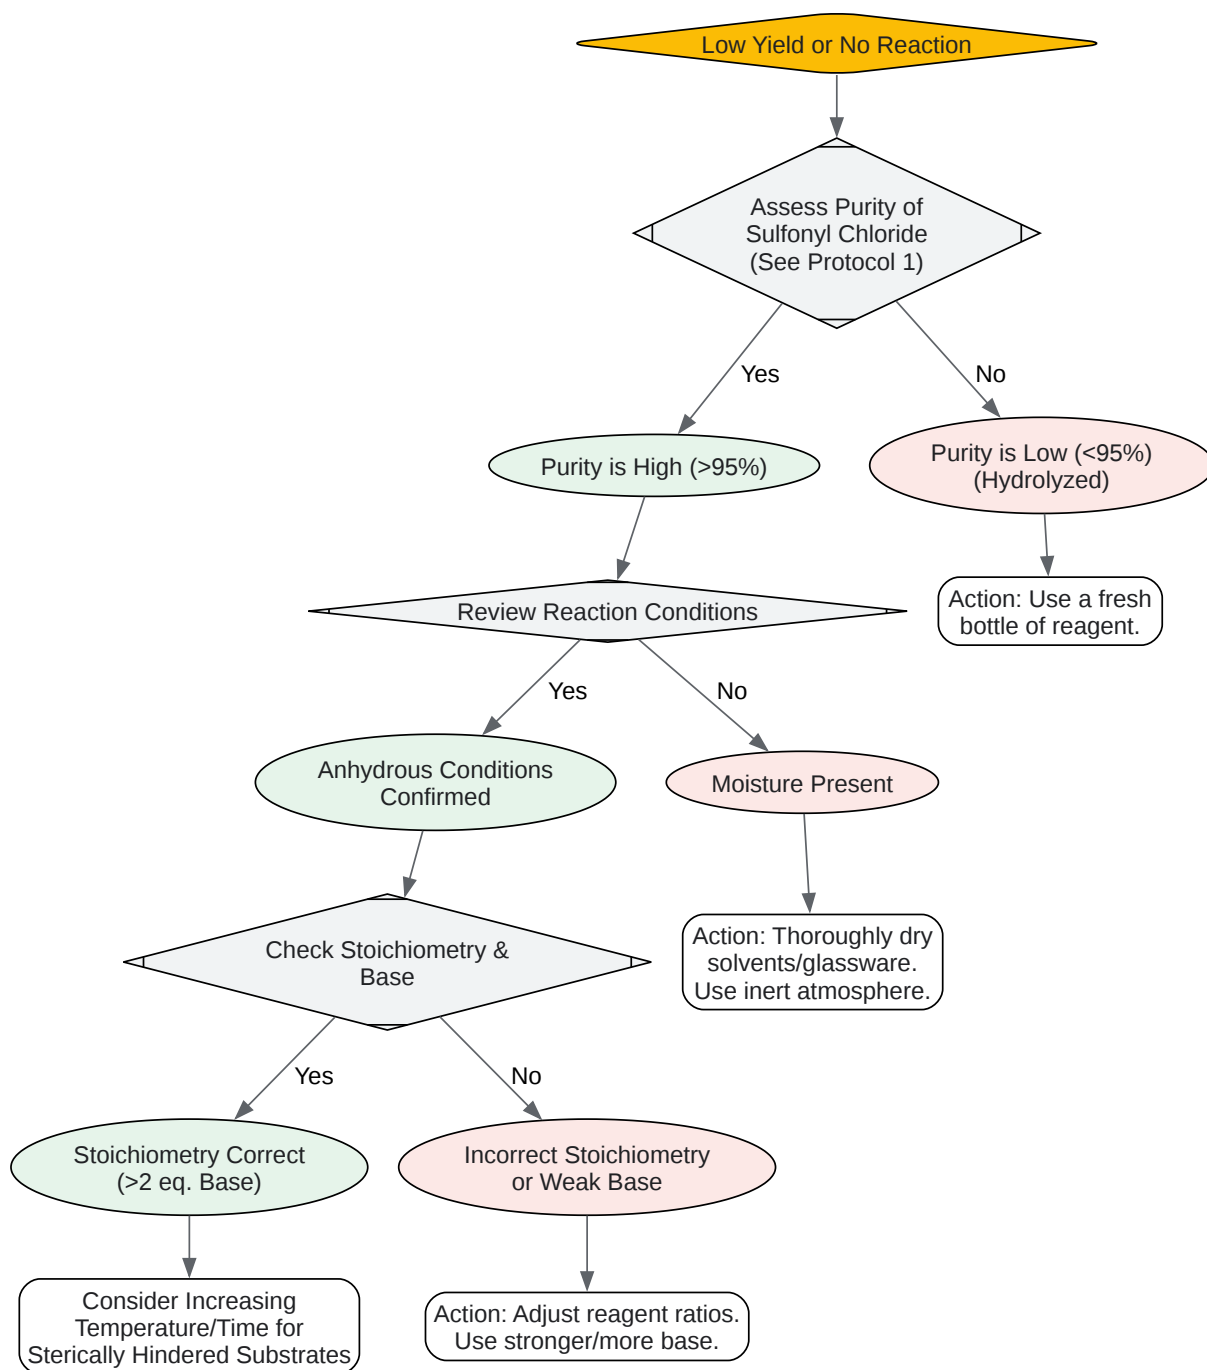 Low Yield or No Reaction
Assess Purity of
Sulfonyl Chloride
(See Protocol 1)
Yes
No
Purity is High (>95%)
Purity is Low (<95%)
(Hydrolyzed)
Review Reaction Conditions
Action: Use a fresh
bottle of reagent.
Yes
No
Anhydrous Conditions
Confirmed
Moisture Present
Check Stoichiometry &
Base
Action: Thoroughly dry
solvents/glassware.
Use inert atmosphere.
Yes
No
Stoichiometry Correct
(>2 eq. Base)
Incorrect Stoichiometry
or Weak Base
Consider Increasing
Temperature/Time for
Sterically Hindered Substrates
Action: Adjust reagent ratios.
Use stronger/more base.